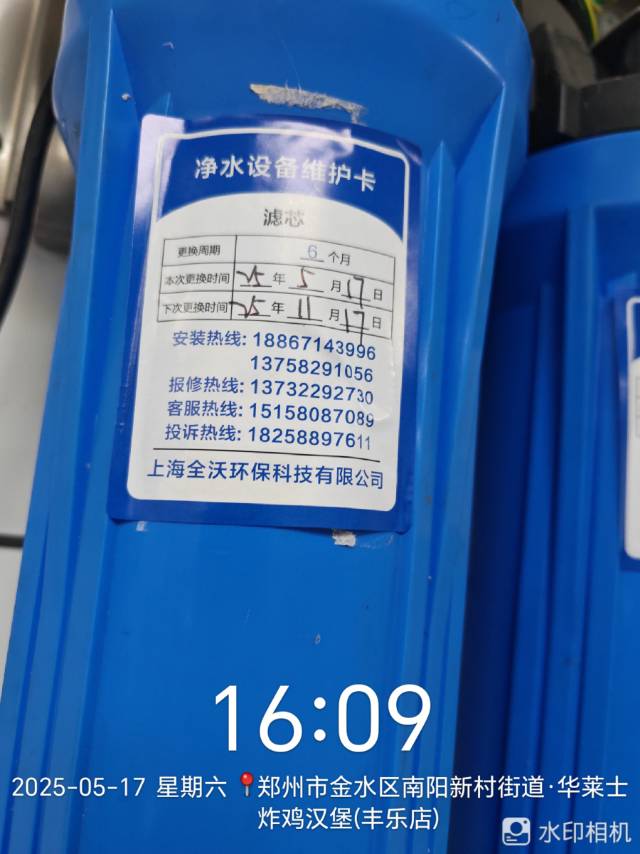 净水设备维护卡
滤芯
更换周期 6 个月
本次更换时间 25 年 5 月 17 日
下次更换时间 25 年 11 月 17 日
安装热线: 18867143996
13758291056
报修热线: 13732292730
客服热线: 15158087089
投诉热线: 18258897611
上海全沃环保科技有限公司
16:09
2025-05-17 星期六 📍郑州市金水区南阳新村街道·华莱士
炸鸡汉堡(丰乐店)
水印相机